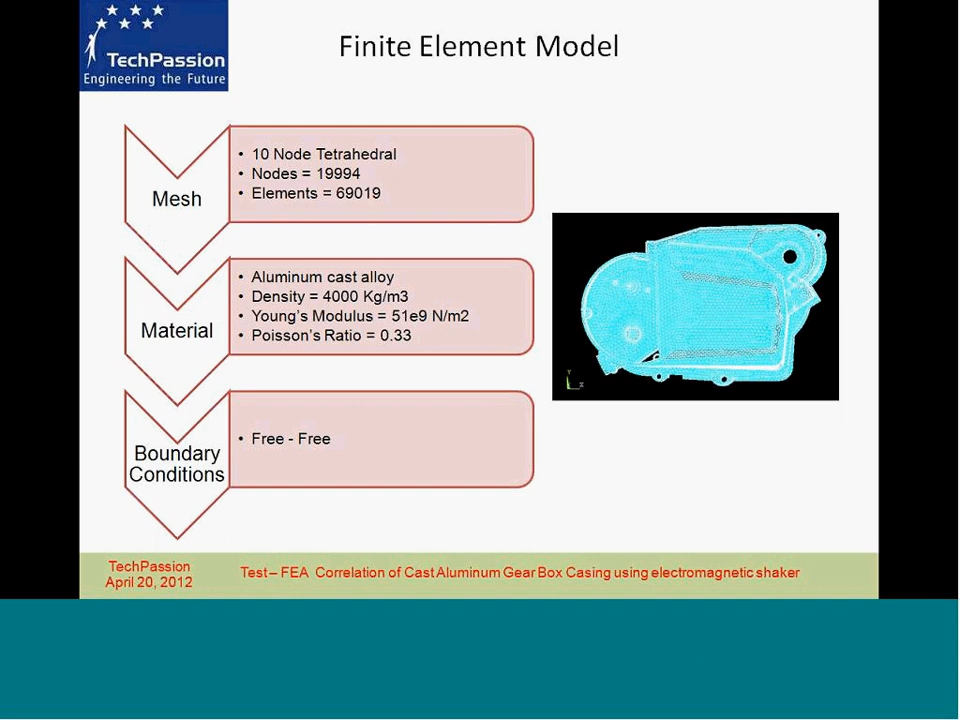 TechPassion
Engineering the Future
Finite Element Model
Mesh
• 10 Node Tetrahedral
• Nodes = 19994
• Elements = 69019
Material
• Aluminum cast alloy
• Density = 4000 Kg/m3
• Young's Modulus = 51e9 N/m2
• Poisson's Ratio = 0.33
Boundary
Conditions
• Free - Free
Y
X
TechPassion
April 20, 2012
Test – FEA Correlation of Cast Aluminum Gear Box Casing using electromagnetic shaker